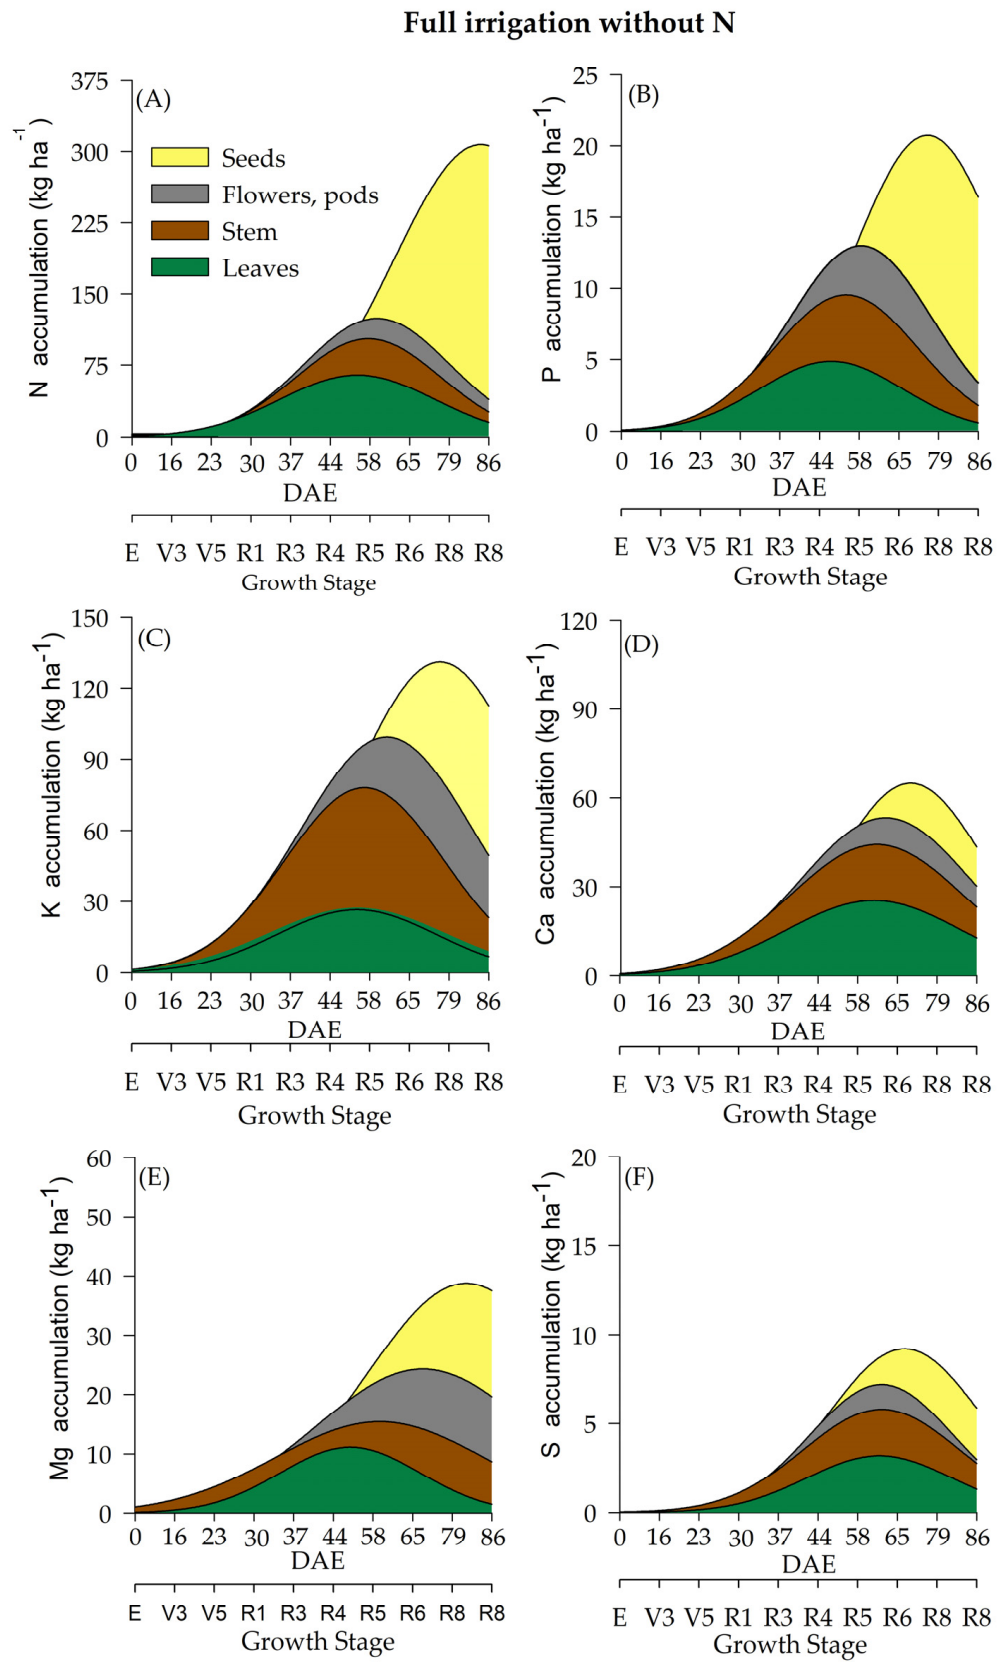 Full irrigation without N
(A)
N accumulation (kg ha-1)
375
300
225
150
75
0
Seeds
Flowers, pods
Stem
Leaves
0 16 23 30 37 44 58 65 79 86
DAE
E V3 V5 R1 R3 R4 R5 R6 R8 R8
Growth Stage
(B)
P accumulation (kg ha-1)
25
20
15
10
5
0
0 16 23 30 37 44 58 65 79 86
DAE
E V3 V5 R1 R3 R4 R5 R6 R8 R8
Growth Stage
(C)
K accumulation (kg ha-1)
150
120
90
60
30
0
0 16 23 30 37 44 58 65 79 86
DAE
E V3 V5 R1 R3 R4 R5 R6 R8 R8
Growth Stage
(D)
Ca accumulation (kg ha-1)
120
90
60
30
0
0 16 23 30 37 44 58 65 79 86
DAE
E V3 V5 R1 R3 R4 R5 R6 R8 R8
Growth Stage
(E)
Mg accumulation (kg ha-1)
60
50
40
30
20
10
0
0 16 23 30 37 44 58 65 79 86
DAE
E V3 V5 R1 R3 R4 R5 R6 R8 R8
Growth Stage
(F)
S accumulation (kg ha-1)
20
15
10
5
0
0 16 23 30 37 44 58 65 79 86
DAE
E V3 V5 R1 R3 R4 R5 R6 R8 R8
Growth Stage